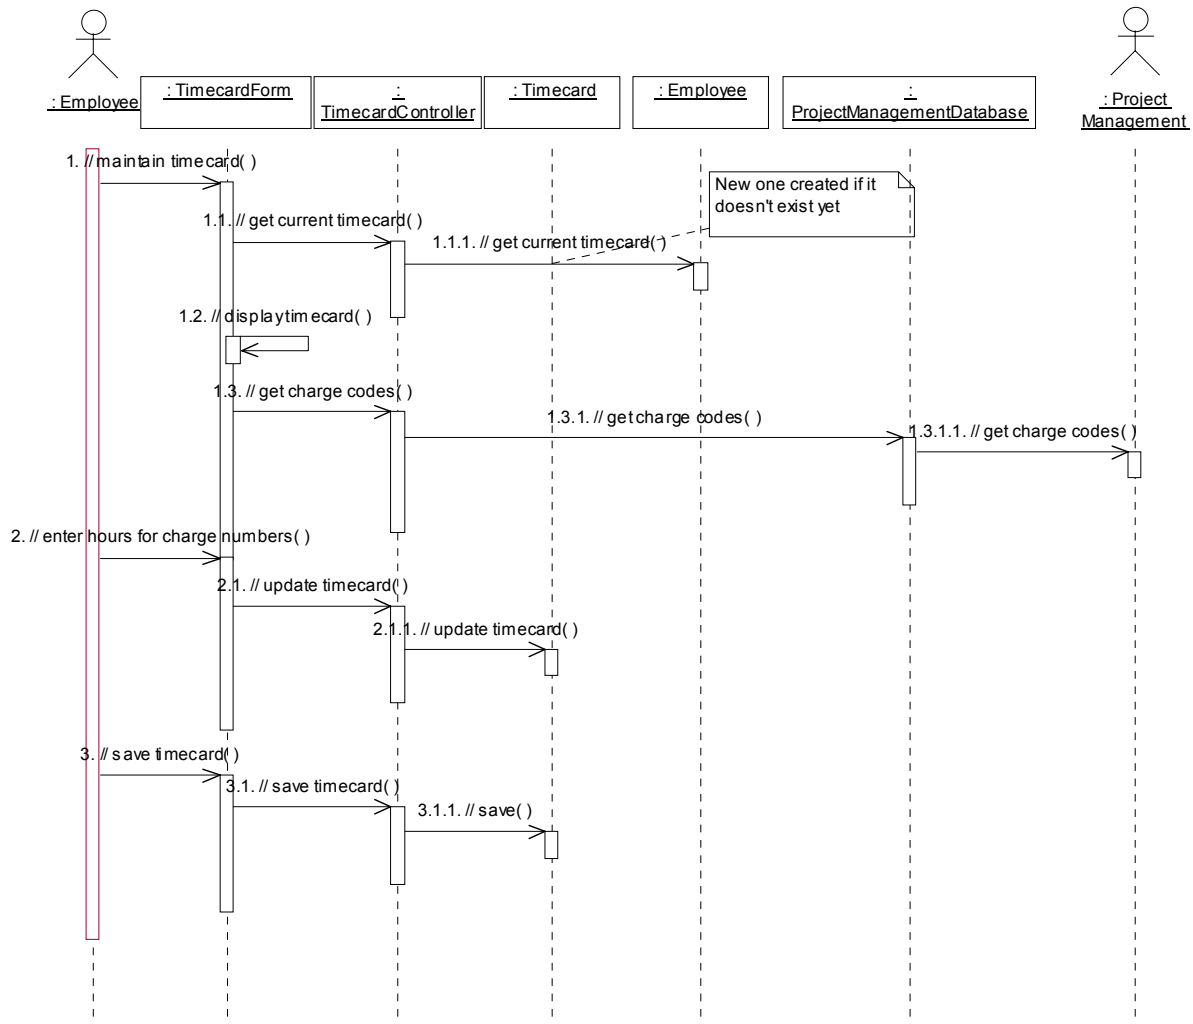 : Employee
: TimecardForm
:
TimecardController
: Timecard
: Employee
:
ProjectManagementDatabase
: Project
Management
1. // maintain timecard( )
New one created if it
doesn't exist yet
1.1. // get current timecard( )
1.1.1. // get current timecard( )
1.2. // display timecard( )
1.3. // get charge codes( )
1.3.1. // get charge codes( )
1.3.1.1. // get charge codes( )
2. // enter hours for charge numbers( )
2.1. // update timecard( )
2.1.1. // update timecard( )
3. // save timecard( )
3.1. // save timecard( )
3.1.1. // save( )